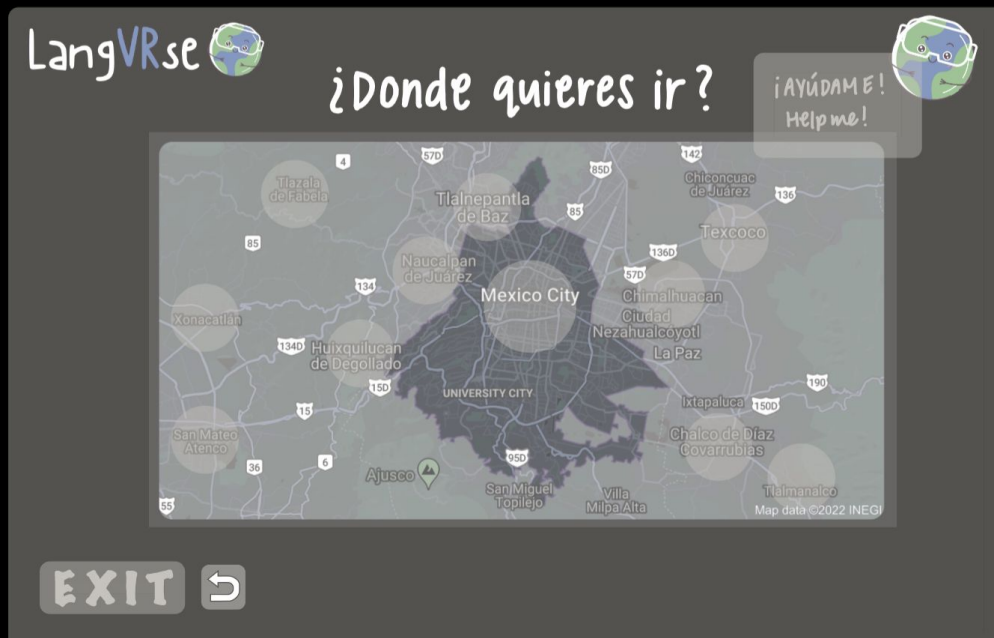 LangVRse
¿Donde quieres ir?
¡AYÚDAME!
Help me!
4
57D
85D
142
Tlazala
de Fabela
Tlalnepantla
de Baz
Chiconcuac
de Juárez
136
85
85
136D
Texcoco
Naucalpan
de Juárez
57D
134
Mexico City
Chimalhuacan
Xonacatlán
Ciudad
Nezahualcóyotl
134D
Huixquilucan
de Degollado
La Paz
15D
UNIVERSITY CITY
190
15
Ixtapaluca
150D
San Mateo
Atenco
Chalco de Díaz
Covarrubias
36
6
95D
Ajusco
San Miguel
Topilejo
Villa
Milpa Alta
Tlalmanalco
55
Map data ©2022 INEGI
EXIT